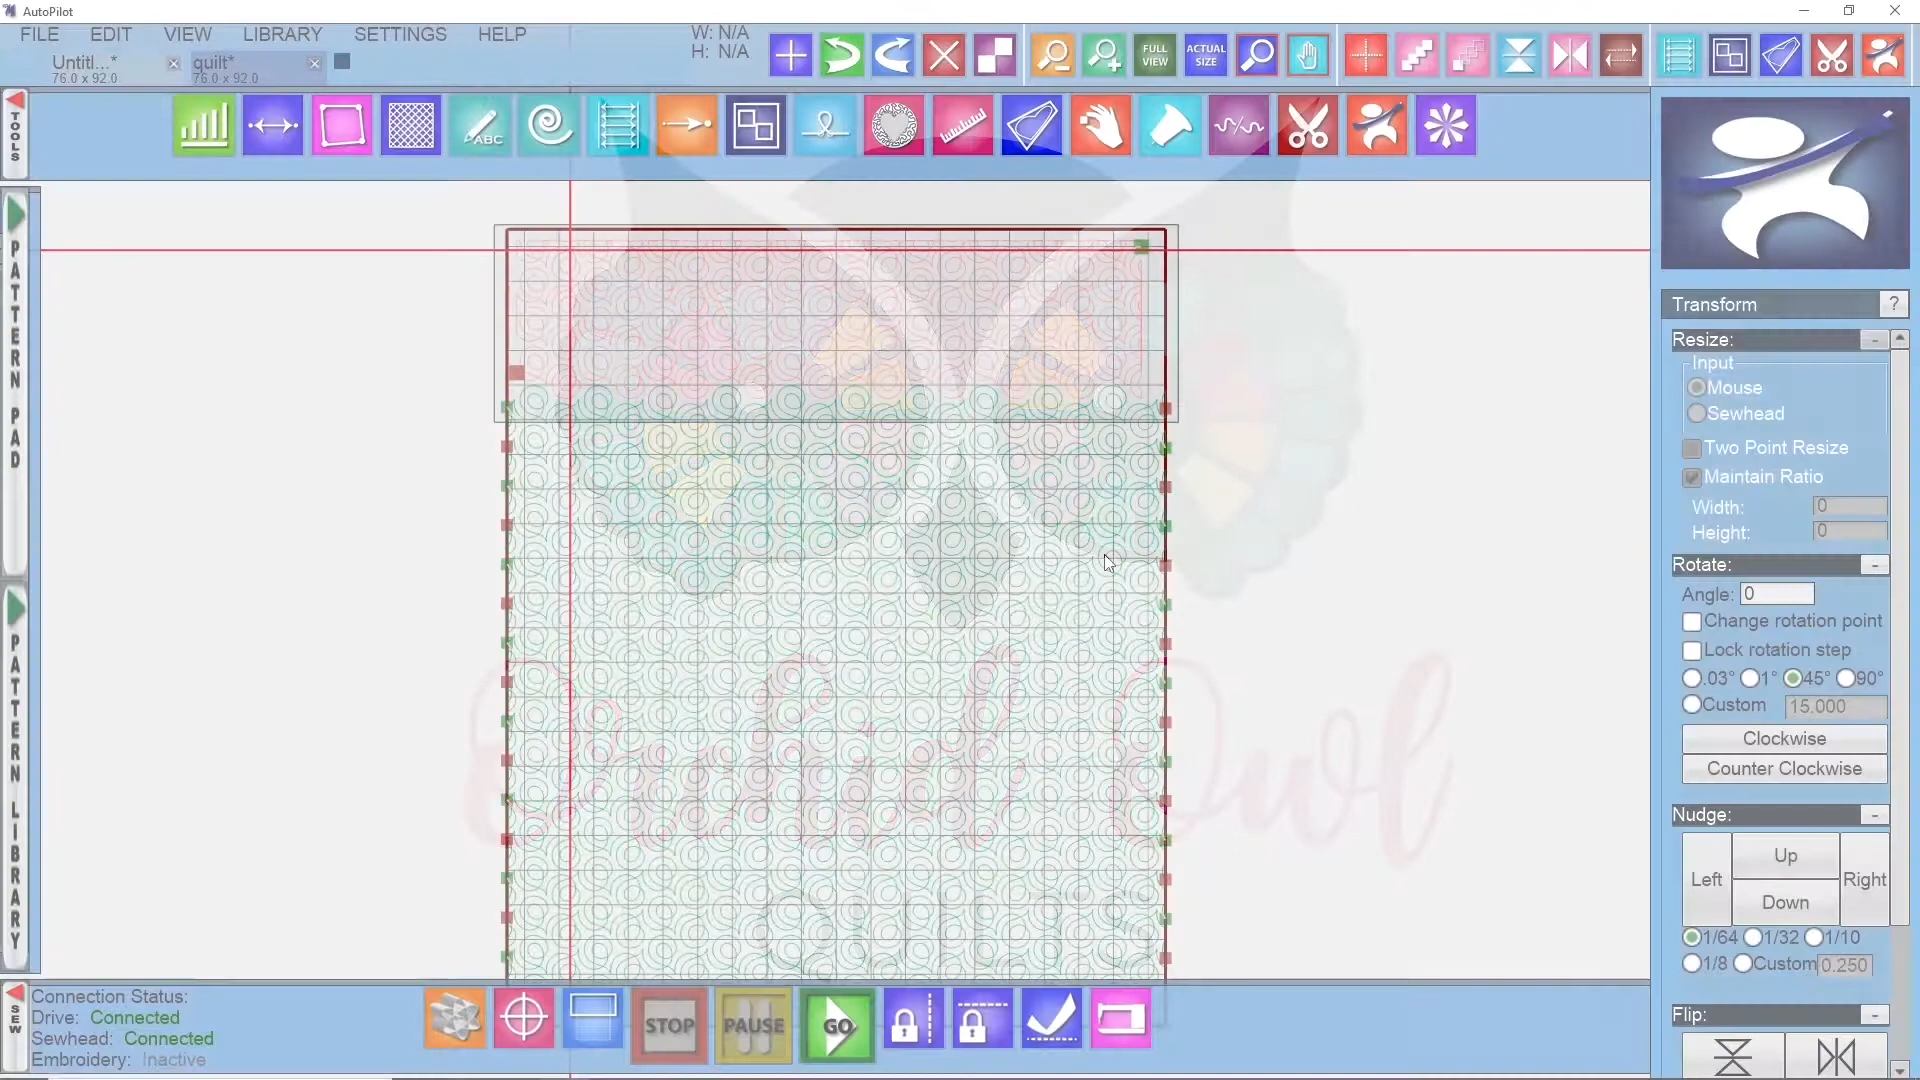 AutoPilot
FILE EDIT VIEW LIBRARY SETTINGS HELP
W: N/A
H: N/A
Untitl...*
76.0 x 92.0
quilt*
76.0 x 92.0
FULL VIEW
ACTUAL SIZE
TOOLS
ABC
PATTERN PAD
PATTERN LIBRARY
SEW
Transform ?
Resize: -
Input
Mouse
Sewhead
Two Point Resize
Maintain Ratio
Width: 0
Height: 0
Rotate: -
Angle: 0
Change rotation point
Lock rotation step
.03° 1° 45° 90°
Custom 15.000
Clockwise
Counter Clockwise
Nudge: -
Up
Left Right
Down
1/64 1/32 1/10
1/8 Custom 0.250
Flip: -
Orchid Owl
QUILTS
Connection Status:
Drive: Connected
Sewhead: Connected
Embroidery: Inactive
STOP
PAUSE
GO